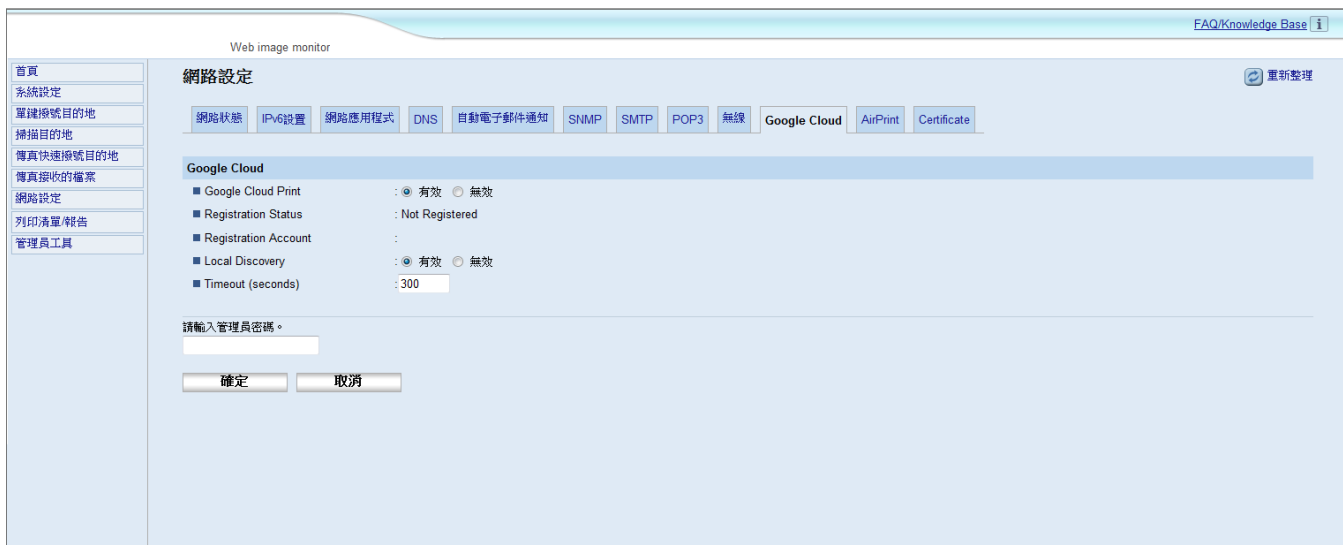 FAQ/Knowledge Base i
Web image monitor
首頁
系統設定
單鍵撥號目的地
掃描目的地
傳真快速撥號目的地
傳真接收的檔案
網路設定
列印清單/報告
管理員工具
網路設定
重新整理
網路狀態 IPv6設置 網路應用程式 DNS 自動電子郵件通知 SNMP SMTP POP3 無線 Google Cloud AirPrint Certificate
Google Cloud
Google Cloud Print : 有效 無效
Registration Status : Not Registered
Registration Account :
Local Discovery : 有效 無效
Timeout (seconds) : 300
請輸入管理員密碼。
確定 取消